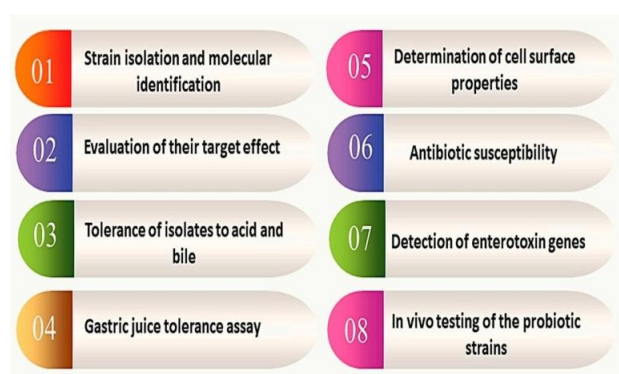 01
Strain isolation and molecular
identification
02
Evaluation of their target effect
03
Tolerance of isolates to acid and
bile
04
Gastric juice tolerance assay
05
Determination of cell surface
properties
06
Antibiotic susceptibility
07
Detection of enterotoxin genes
08
In vivo testing of the probiotic
strains